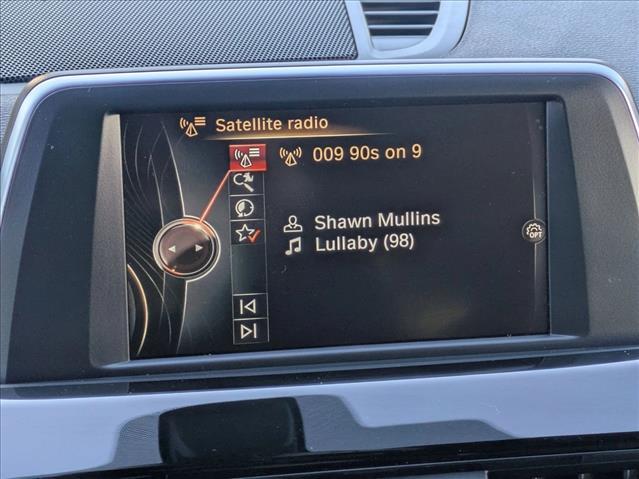 Satellite radio
009 90s on 9
Shawn Mullins
Lullaby (98)
OPT